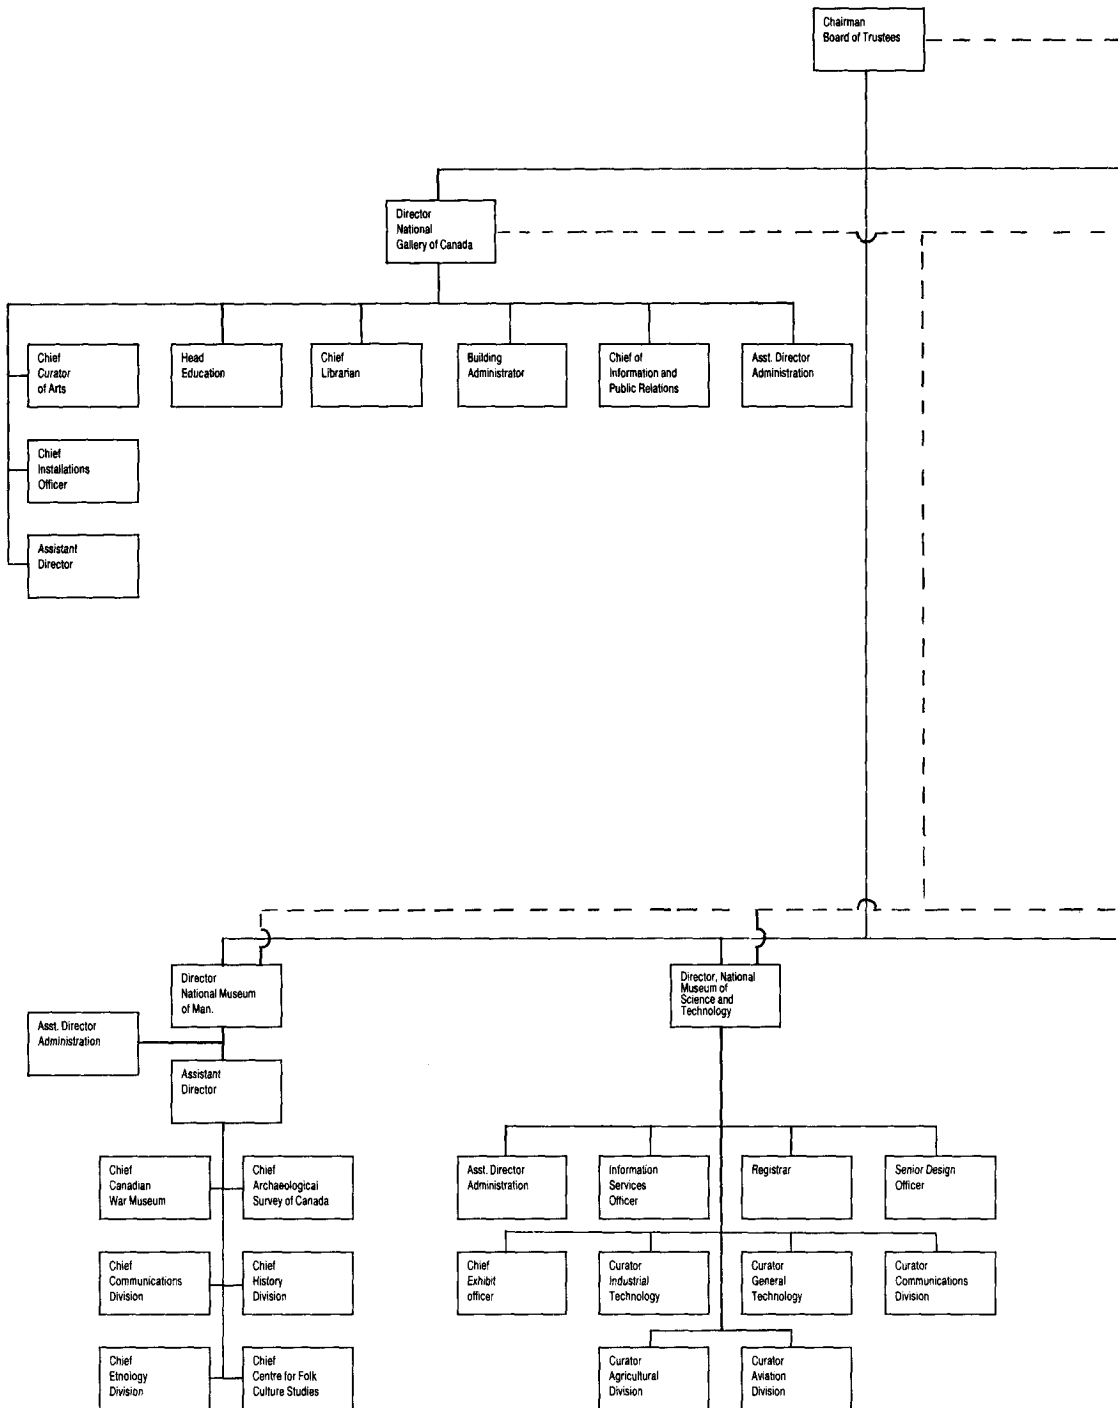 Chairman
Board of Trustees
Director
National
Gallery of Canada
Chief
Curator
of Arts
Head
Education
Chief
Librarian
Building
Administrator
Chief of
Information and
Public Relations
Asst. Director
Administration
Chief
Installations
Officer
Assistant
Director
Director
National Museum
of Man.
Director, National
Museum of
Science and
Technology
Asst. Director
Administration
Assistant
Director
Chief
Canadian
War Museum
Chief
Archaeological
Survey of Canada
Asst. Director
Administration
Information
Services
Officer
Registrar
Senior Design
Officer
Chief
Communications
Division
Chief
History
Division
Chief
Exhibit
officer
Curator
Industrial
Technology
Curator
General
Technology
Curator
Communications
Division
Chief
Etnology
Division
Chief
Centre for Folk
Culture Studies
Curator
Agricultural
Division
Curator
Aviation
Division